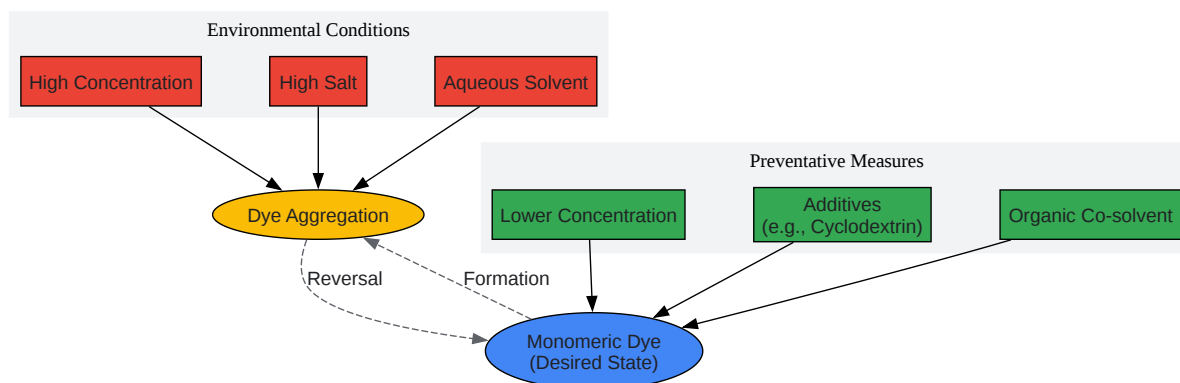 Environmental Conditions
High Concentration
High Salt
Aqueous Solvent
Preventative Measures
Dye Aggregation
Lower Concentration
Additives
(e.g., Cyclodextrin)
Organic Co-solvent
Reversal
Formation
Monomeric Dye
(Desired State)